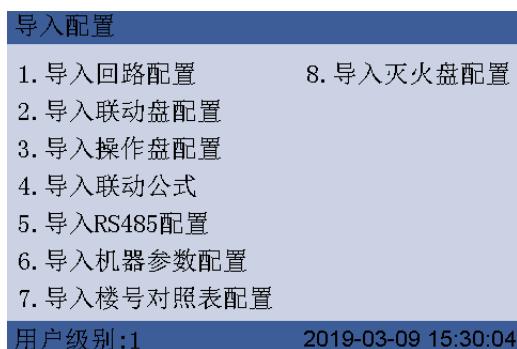 导入配置
1.导入回路配置
2.导入联动盘配置
3.导入操作盘配置
4.导入联动公式
5.导入RS485配置
6.导入机器参数配置
7.导入楼号对照表配置
8.导入灭火盘配置
用户级别:1
2019-03-09 15:30:04